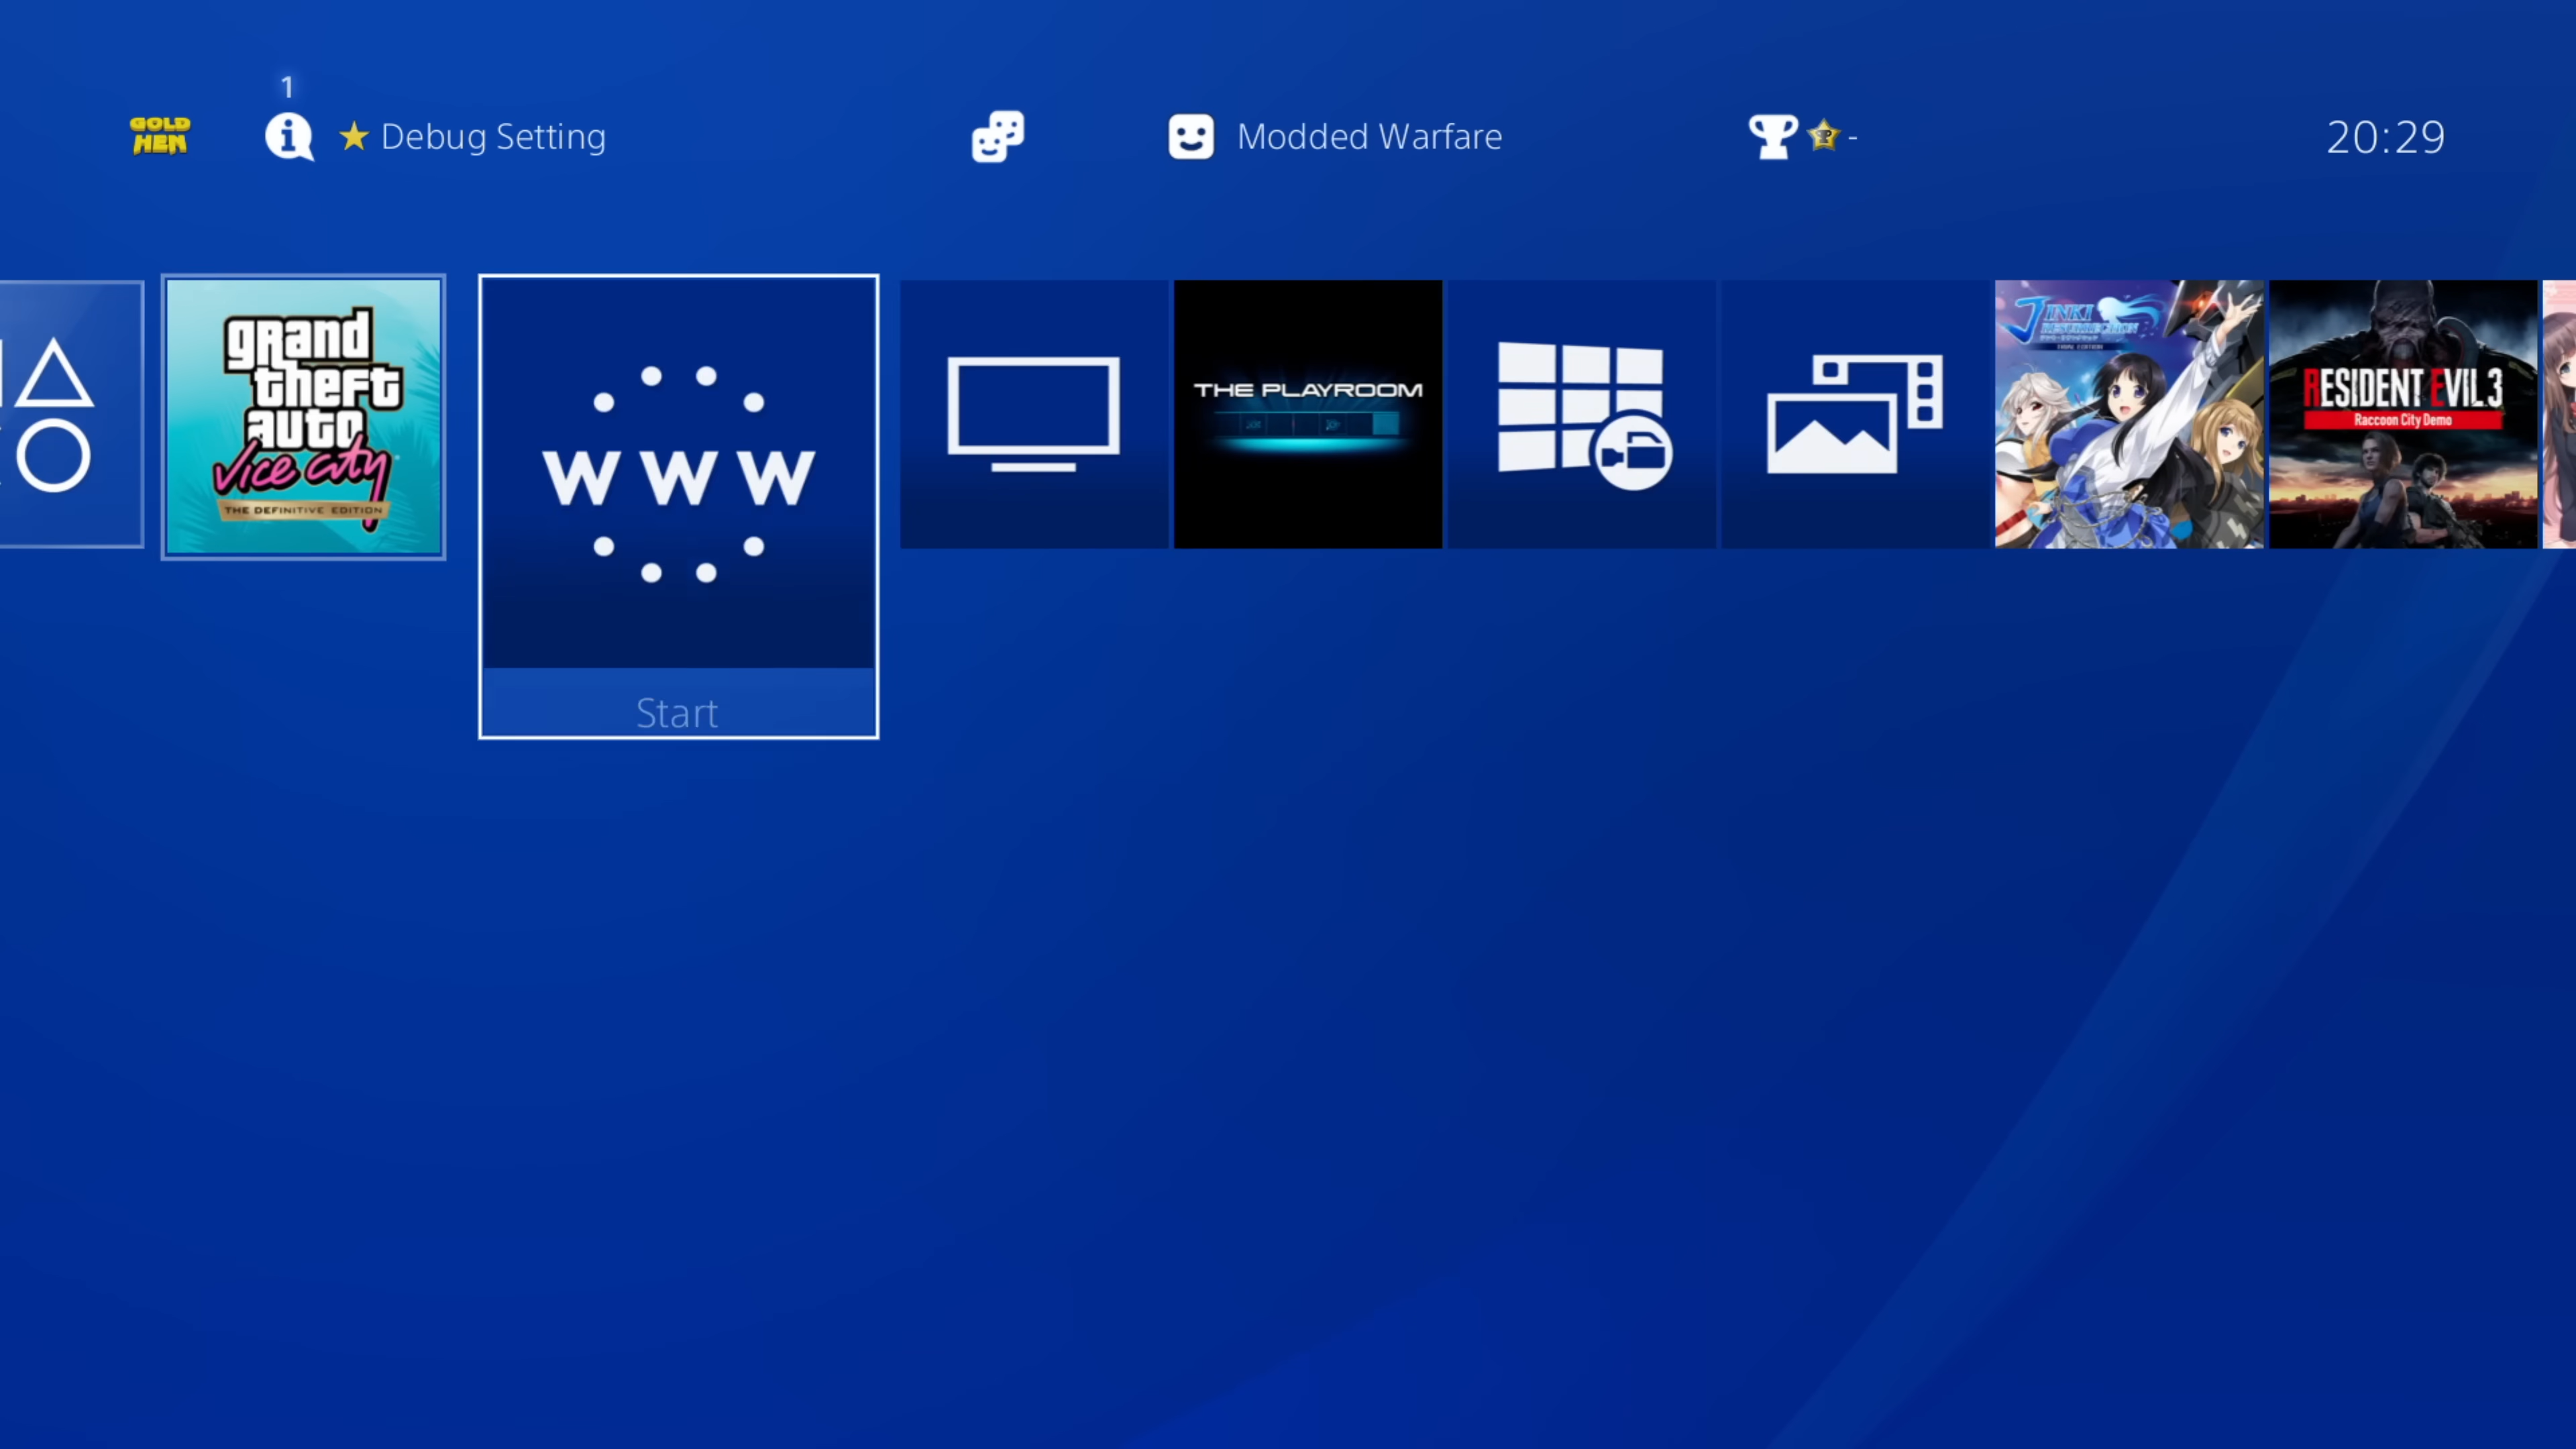 1
GOLD
HEN
Debug Setting
Modded Warfare
-
20:29
grand
theft
auto
vice city
THE DEFINITIVE EDITION
WWW
Start
THE PLAYROOM
JINKI
RESIDENT EVIL 3
Raccoon City Demo